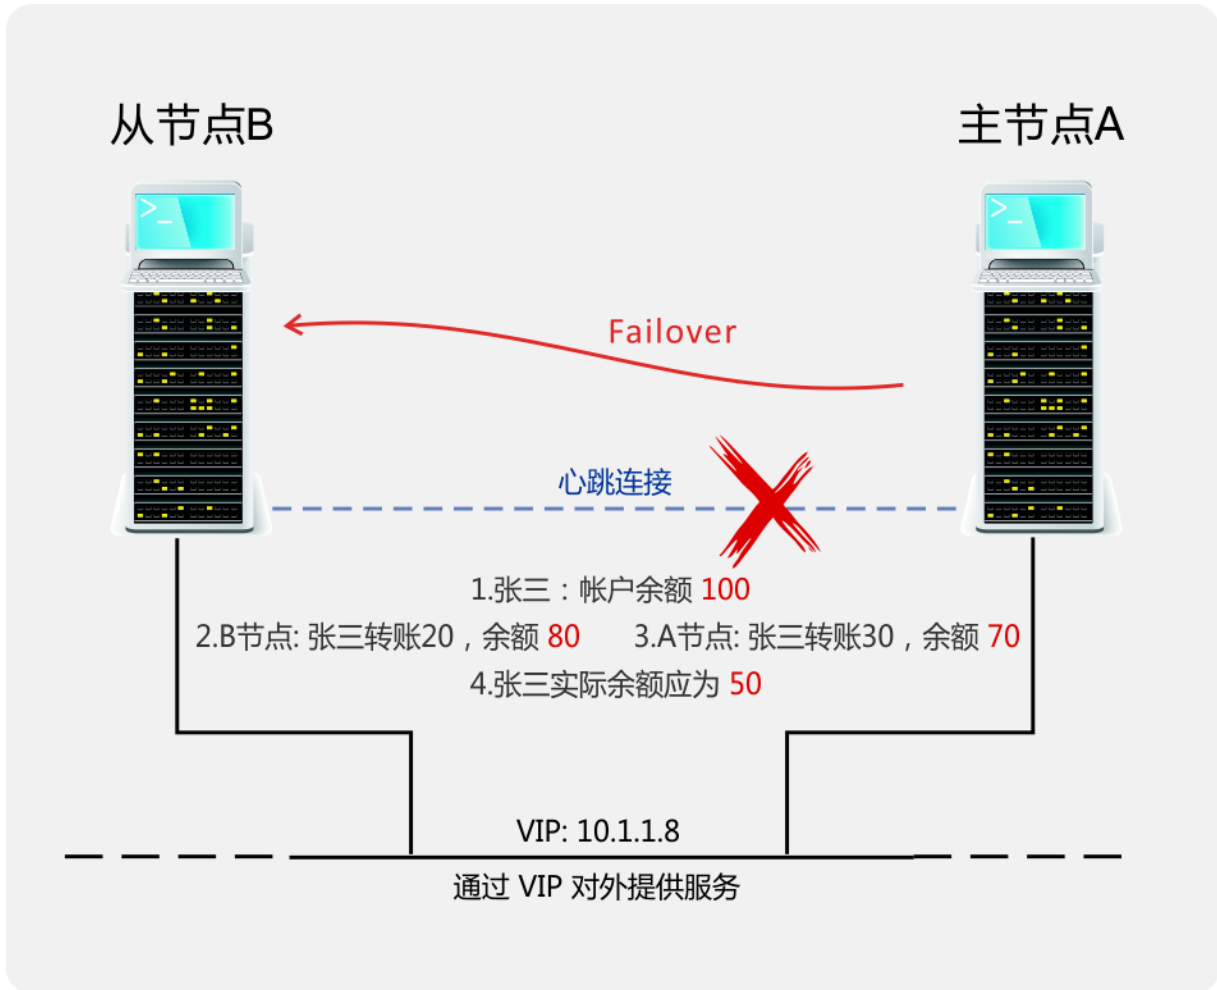 从节点B
主节点A
>_
>_
Failover
心跳连接
1.张三：帐户余额 100
2.B节点: 张三转账20，余额 80
3.A节点: 张三转账30，余额 70
4.张三实际余额应为 50
VIP: 10.1.1.8
通过 VIP 对外提供服务